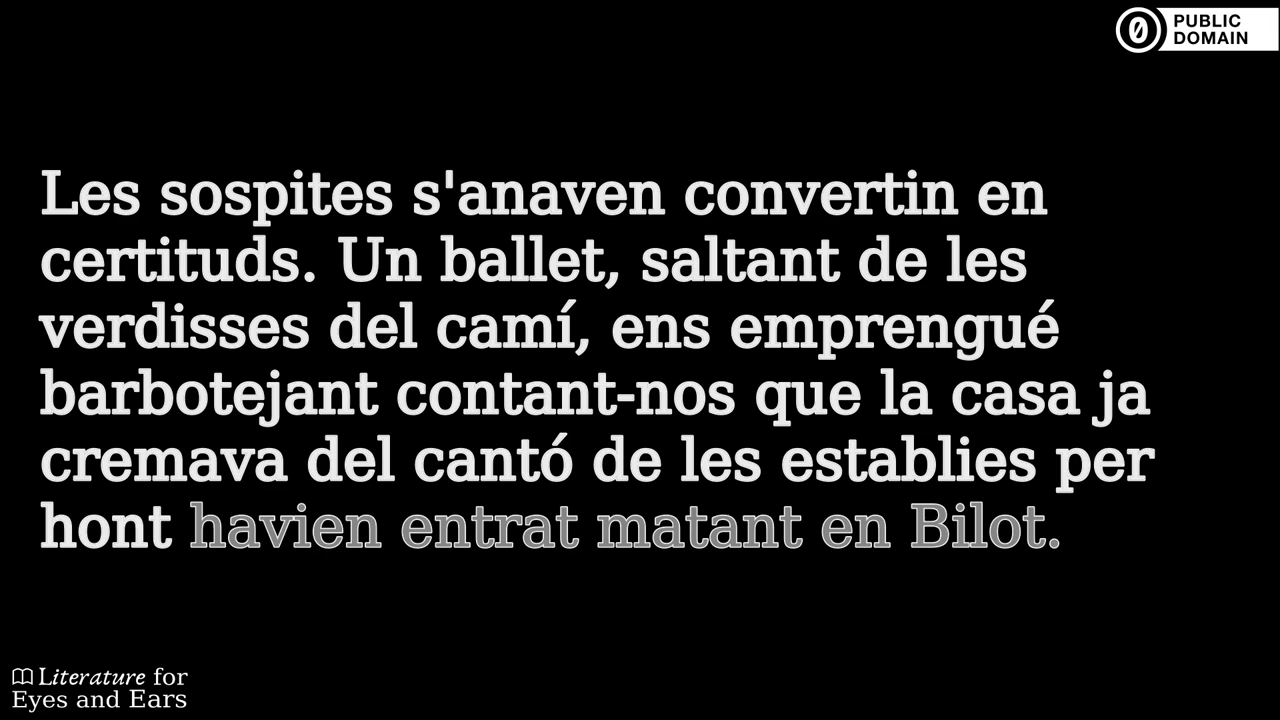 PUBLIC
DOMAIN
Les sospites s'anaven convertin en
certituds. Un ballet, saltant de les
verdisses del camí, ens emprengué
barbotejant contant-nos que la casa ja
cremava del cantó de les establies per
hont havien entrat matant en Bilot.
Literature for
Eyes and Ears